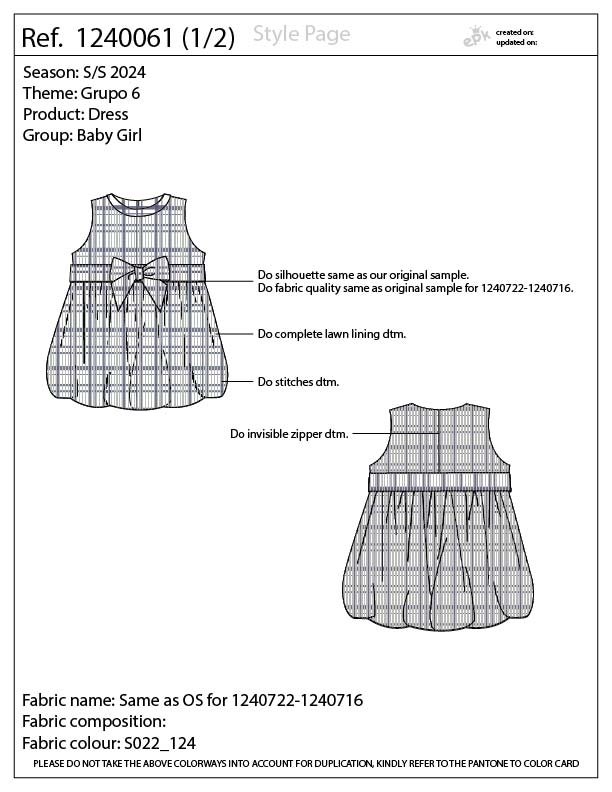 Ref. 1240061 (1/2)
Style Page
epk
created on:
updated on:
Season: S/S 2024
Theme: Grupo 6
Product: Dress
Group: Baby Girl
Do silhouette same as our original sample.
Do fabric quality same as original sample for 1240722-1240716.
Do complete lawn lining dtm.
Do stitches dtm.
Do invisible zipper dtm.
Fabric name: Same as OS for 1240722-1240716
Fabric composition:
Fabric colour: S022_124
PLEASE DO NOT TAKE THE ABOVE COLORWAYS INTO ACCOUNT FOR DUPLICATION, KINDLY REFER TO THE PANTONE TO COLOR CARD